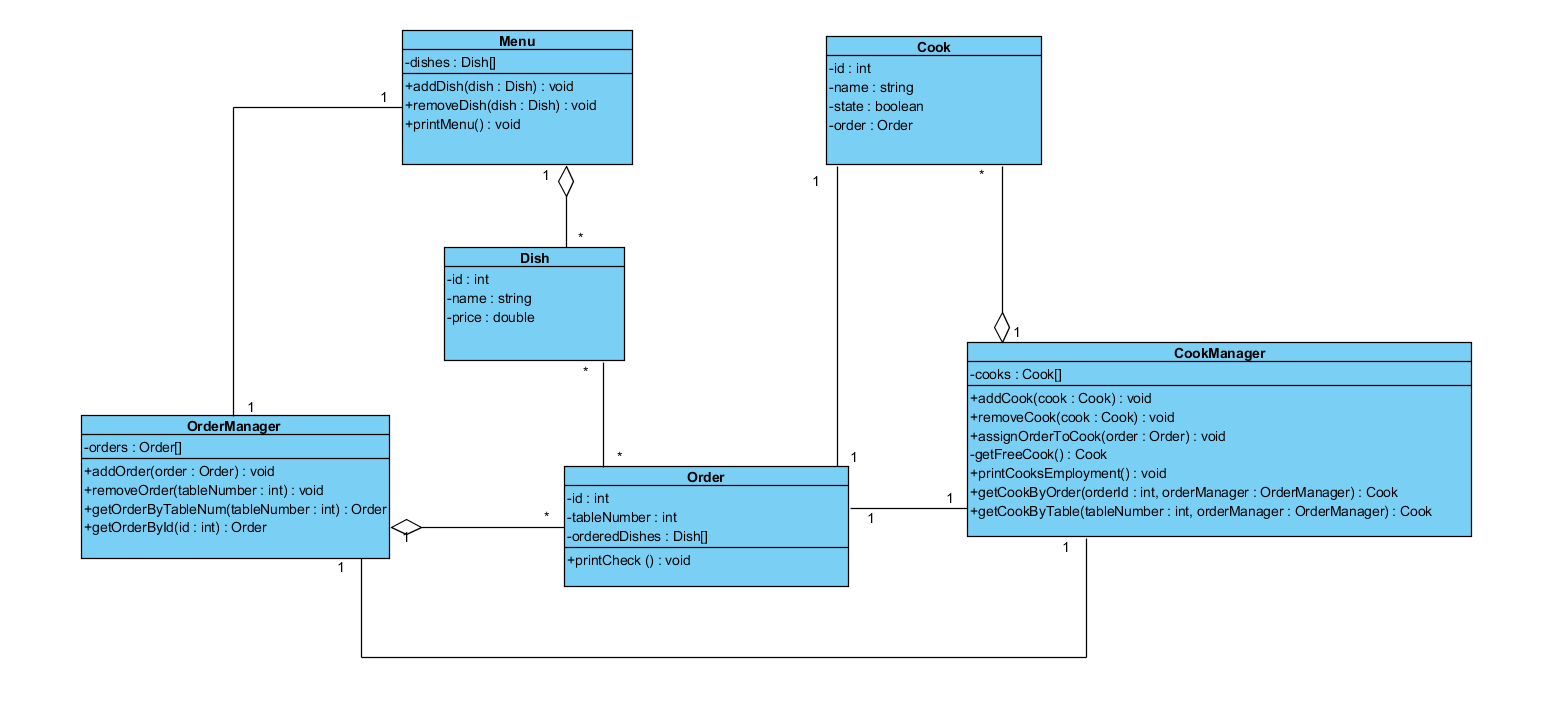 Menu
-dishes : Dish[]
+addDish(dish : Dish) : void
+removeDish(dish : Dish) : void
+printMenu() : void
Cook
-id : int
-name : string
-state : boolean
-order : Order
1
1
*
1
*
Dish
-id : int
-name : string
-price : double
*
1
CookManager
-cooks : Cook[]
+addCook(cook : Cook) : void
+removeCook(cook : Cook) : void
+assignOrderToCook(order : Order) : void
-getFreeCook() : Cook
+printCooksEmployment() : void
+getCookByOrder(orderId : int, orderManager : OrderManager) : Cook
+getCookByTable(tableNumber : int, orderManager : OrderManager) : Cook
1
OrderManager
-orders : Order[]
+addOrder(order : Order) : void
+removeOrder(tableNumber : int) : void
+getOrderByTableNum(tableNumber : int) : Order
+getOrderById(id : int) : Order
*
1
Order
-id : int
-tableNumber : int
-orderedDishes : Dish[]
+printCheck () : void
1
1
*
1
1
1